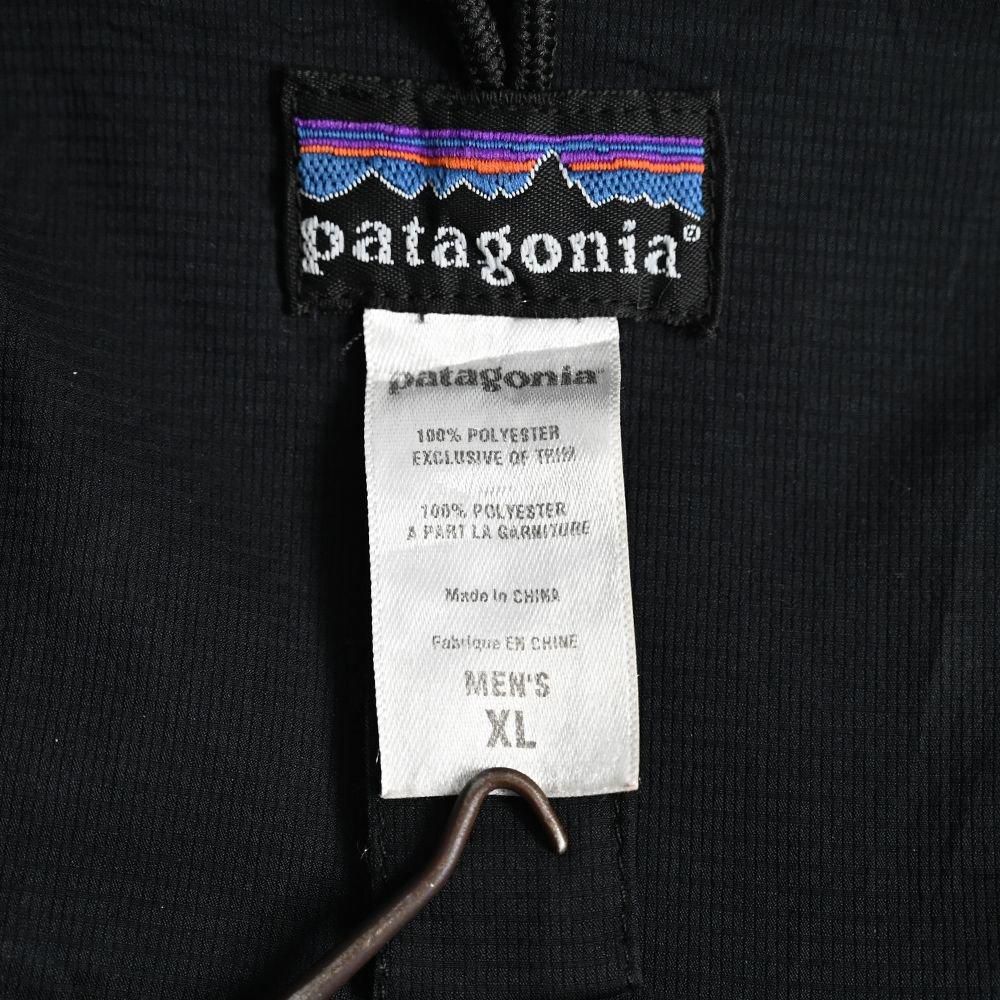 patagonia®
patagonia®
100% POLYESTER
EXCLUSIVE OF TRIM
100% POLYESTER
A PART LA GARNITURE
Made in CHINA
Fabrique EN CHINE
MEN'S
XL